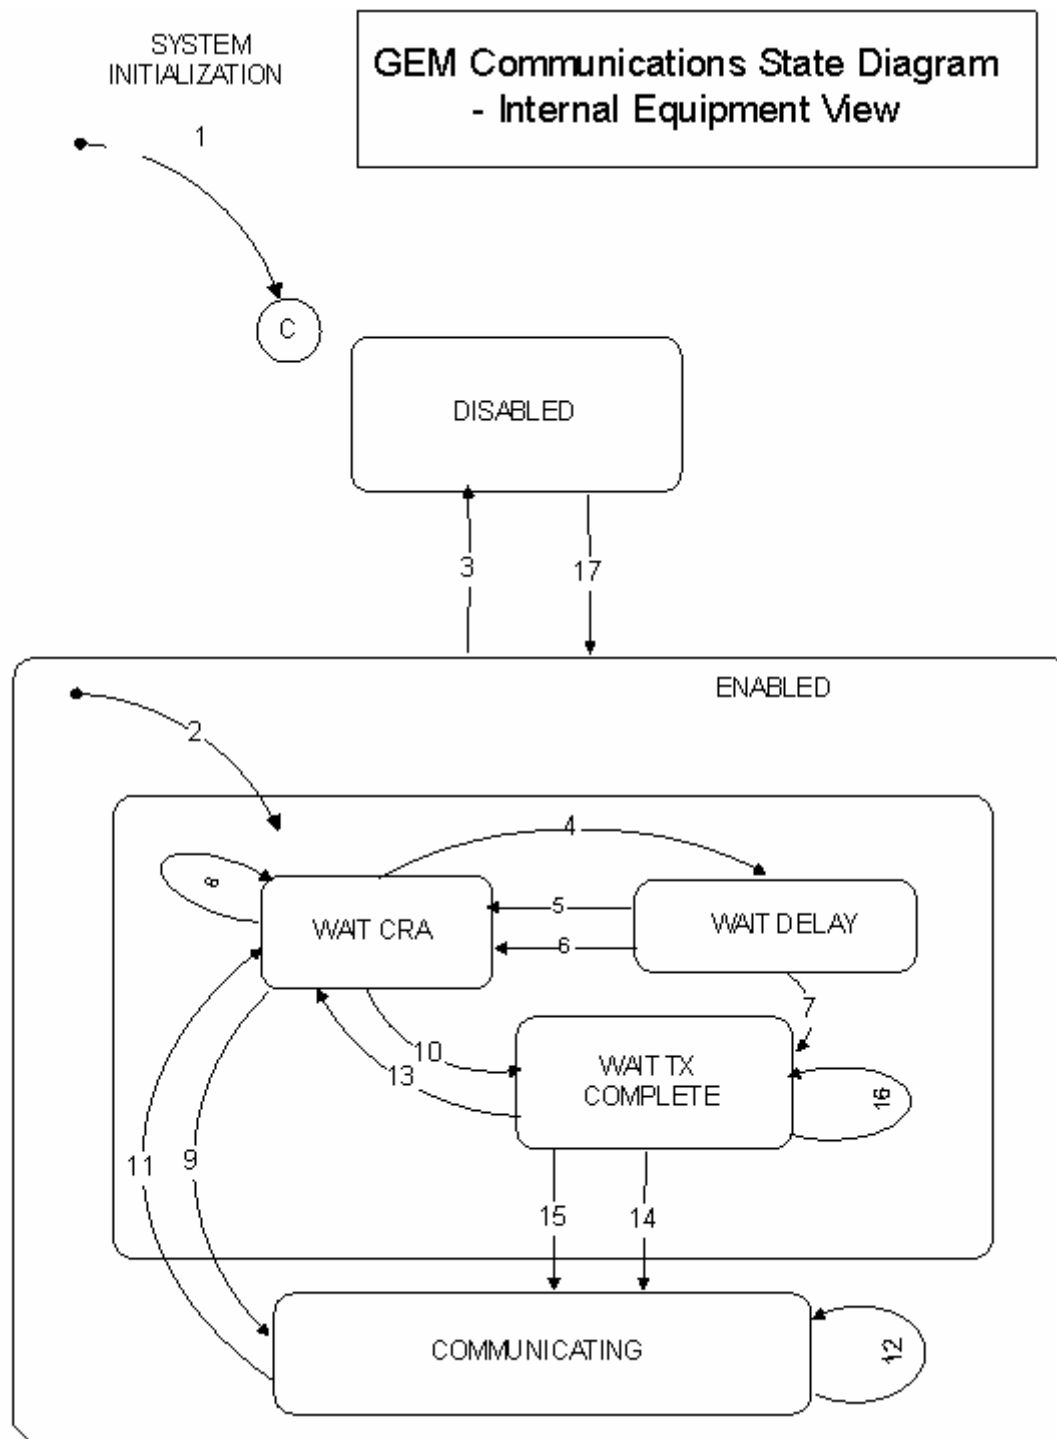 SYSTEM
INITIALIZATION
GEM Communications State Diagram
- Internal Equipment View
1
C
DISABLED
3
17
ENABLED
2
4
8
WAIT CRA
5
6
WAIT DELAY
7
10
13
WAIT TX
COMPLETE
16
11
9
15
14
COMMUNICATING
12